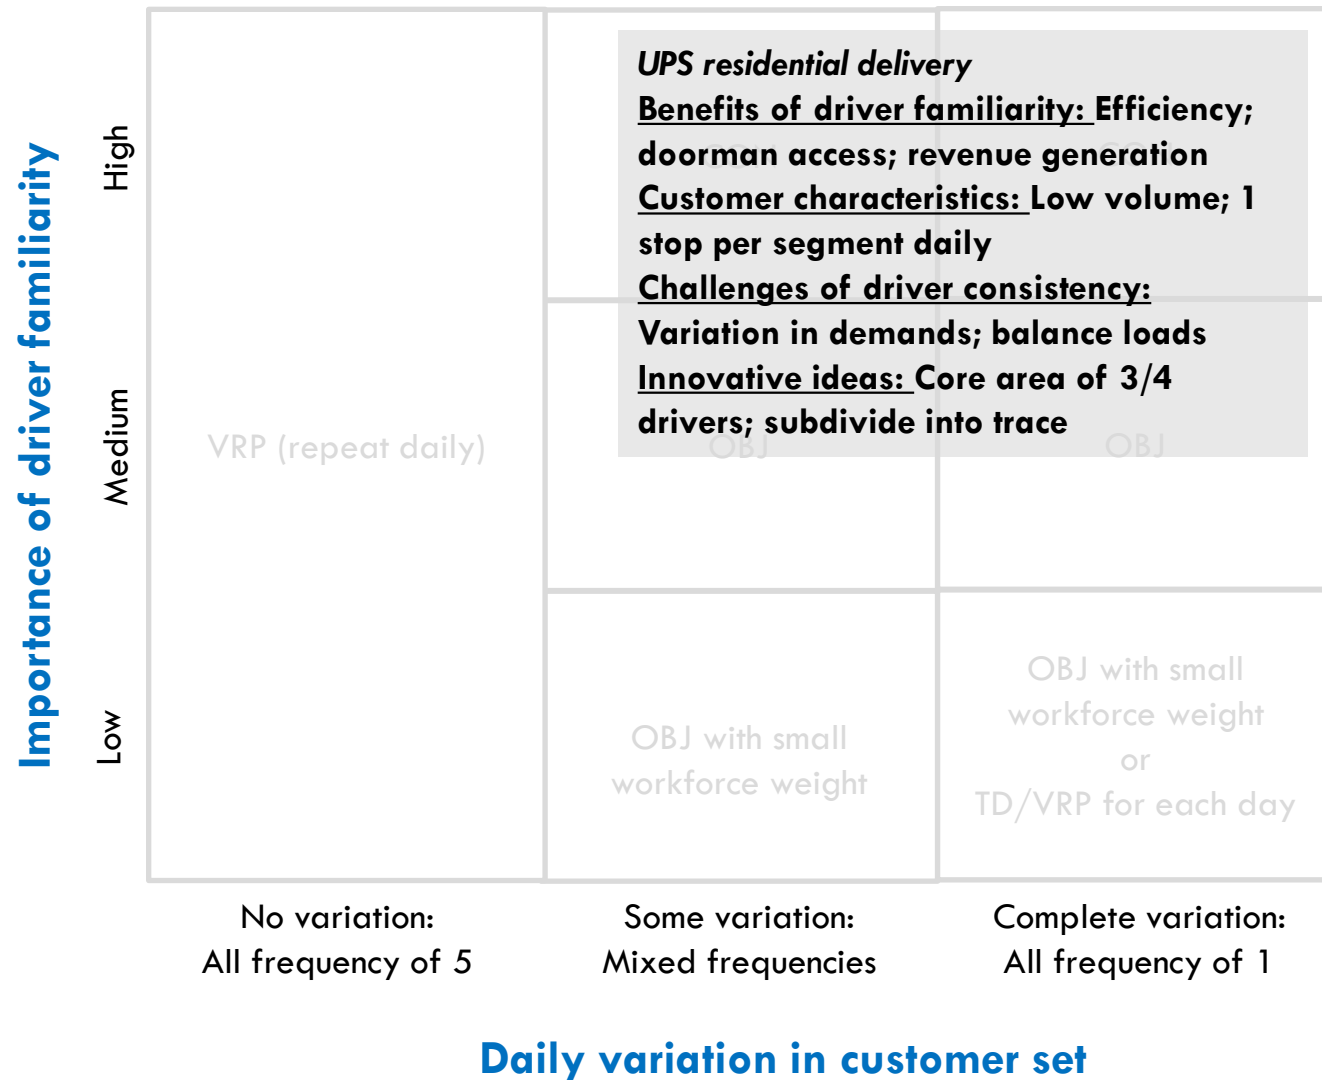 Importance of driver familiarity
High
Medium
Low
UPS residential delivery
Benefits of driver familiarity: Efficiency;
doorman access; revenue generation
Customer characteristics: Low volume; 1
stop per segment daily
Challenges of driver consistency:
Variation in demands; balance loads
Innovative ideas: Core area of 3/4
drivers; subdivide into trace
VRP (repeat daily)
OBJ
OBJ
OBJ with small
workforce weight
OBJ with small
workforce weight
or
TD/VRP for each day
No variation:
All frequency of 5
Some variation:
Mixed frequencies
Complete variation:
All frequency of 1
Daily variation in customer set